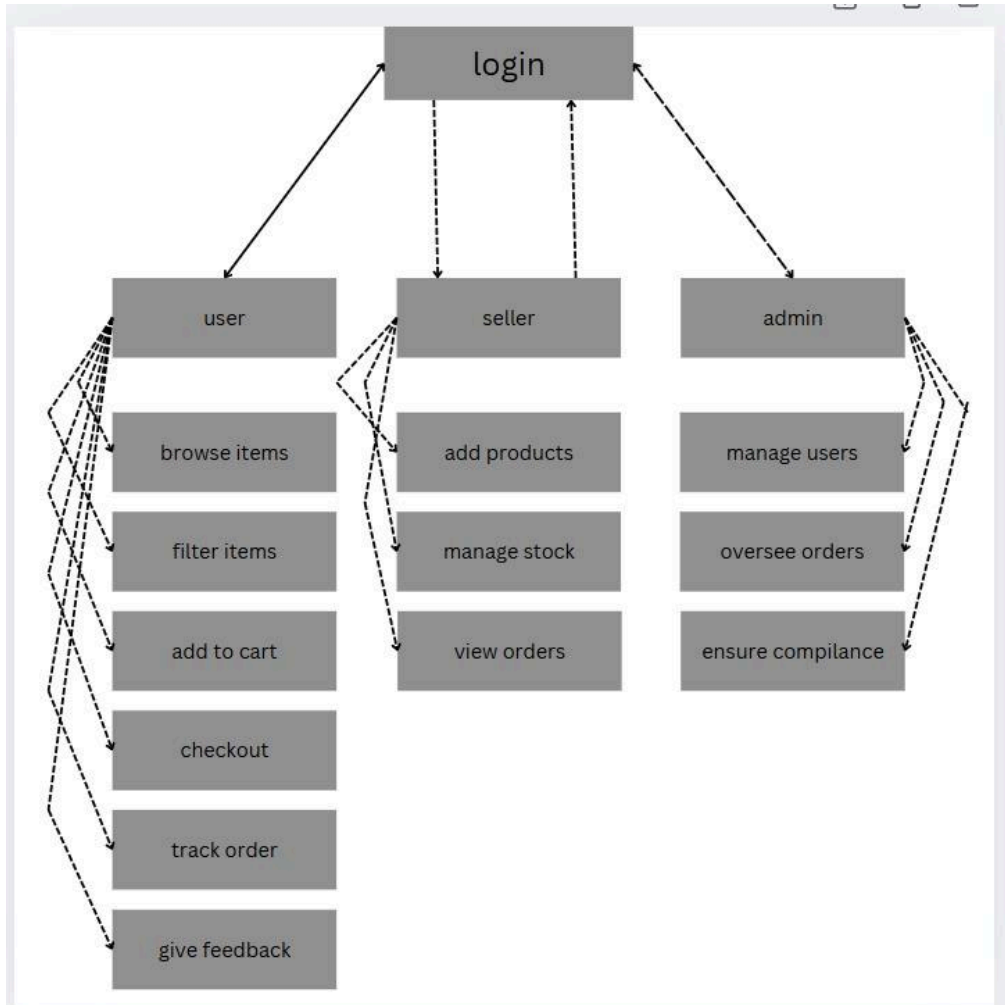 login
user
seller
admin
browse items
add products
manage users
filter items
manage stock
oversee orders
add to cart
view orders
ensure compilance
checkout
track order
give feedback